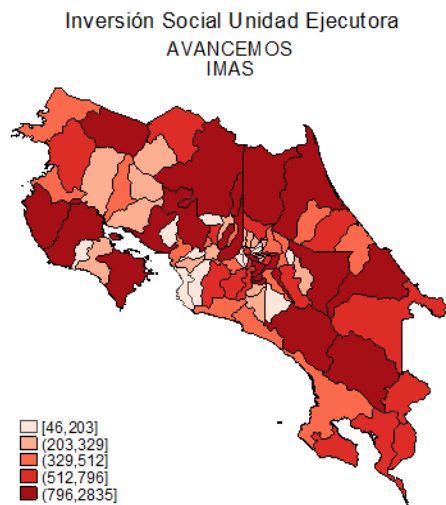 Inversión Social Unidad Ejecutora
AVANCEMOS
IMAS
[46,203]
(203,329]
(329,512]
(512,796]
(796,2835]